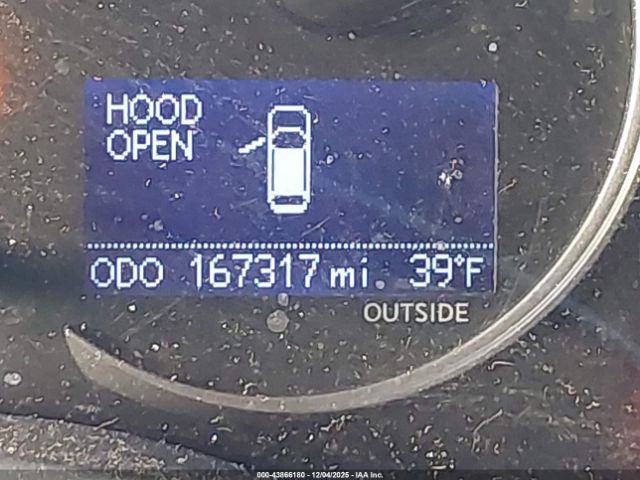 HOOD
OPEN
ODO 167317 mi 39°F
OUTSIDE
000-43866180 - 12/04/2025 - IAA Inc.